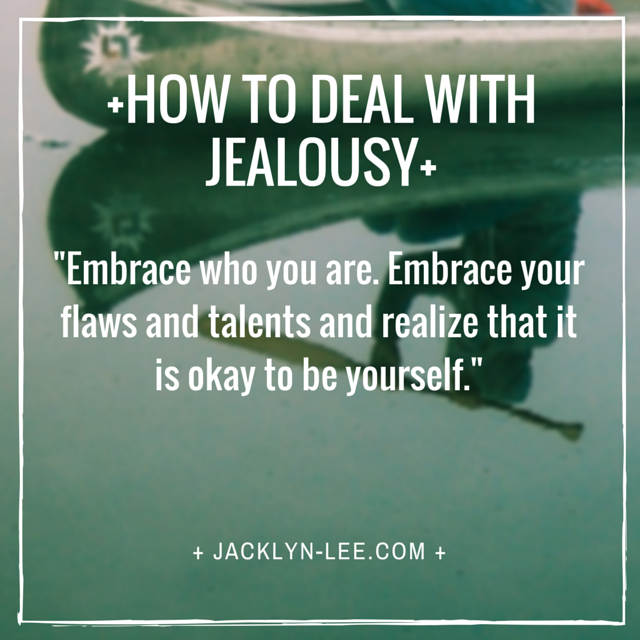 +HOW TO DEAL WITH
JEALOUSY+
"Embrace who you are. Embrace your
flaws and talents and realize that it
is okay to be yourself."
+ JACKLYN-LEE.COM +